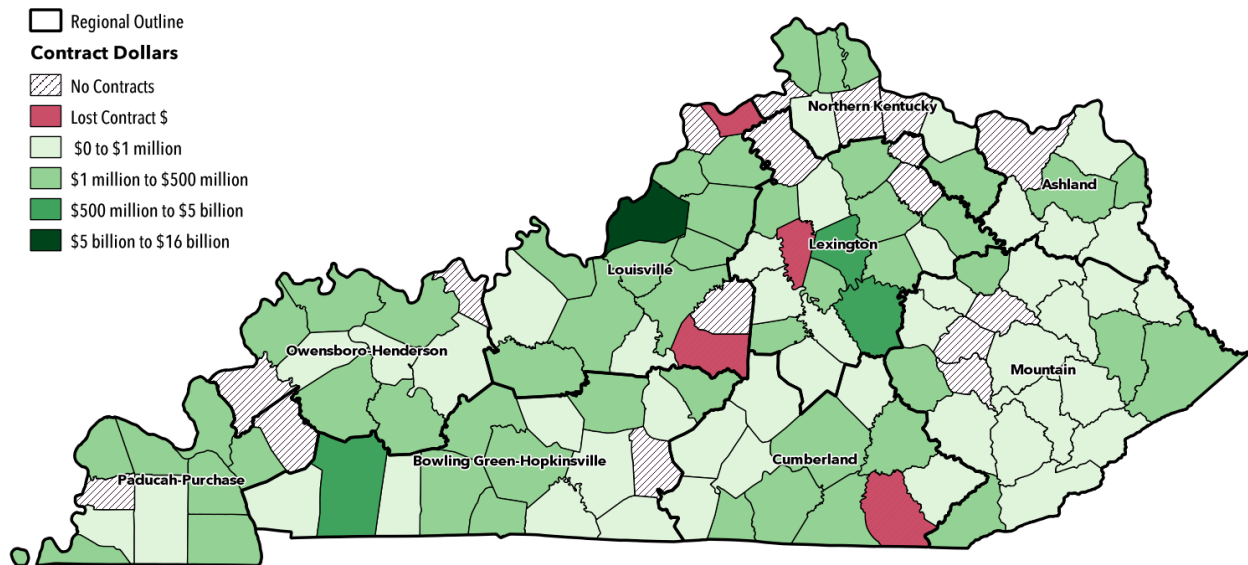 Regional Outline
Contract Dollars
No Contracts
Lost Contract $
$0 to $1 million
$1 million to $500 million
$500 million to $5 billion
$5 billion to $16 billion
Northern Kentucky
Ashland
Lexington
Louisville
Owensboro-Henderson
Mountain
Bowling Green-Hopkinsville
Cumberland
Paducah-Purchase